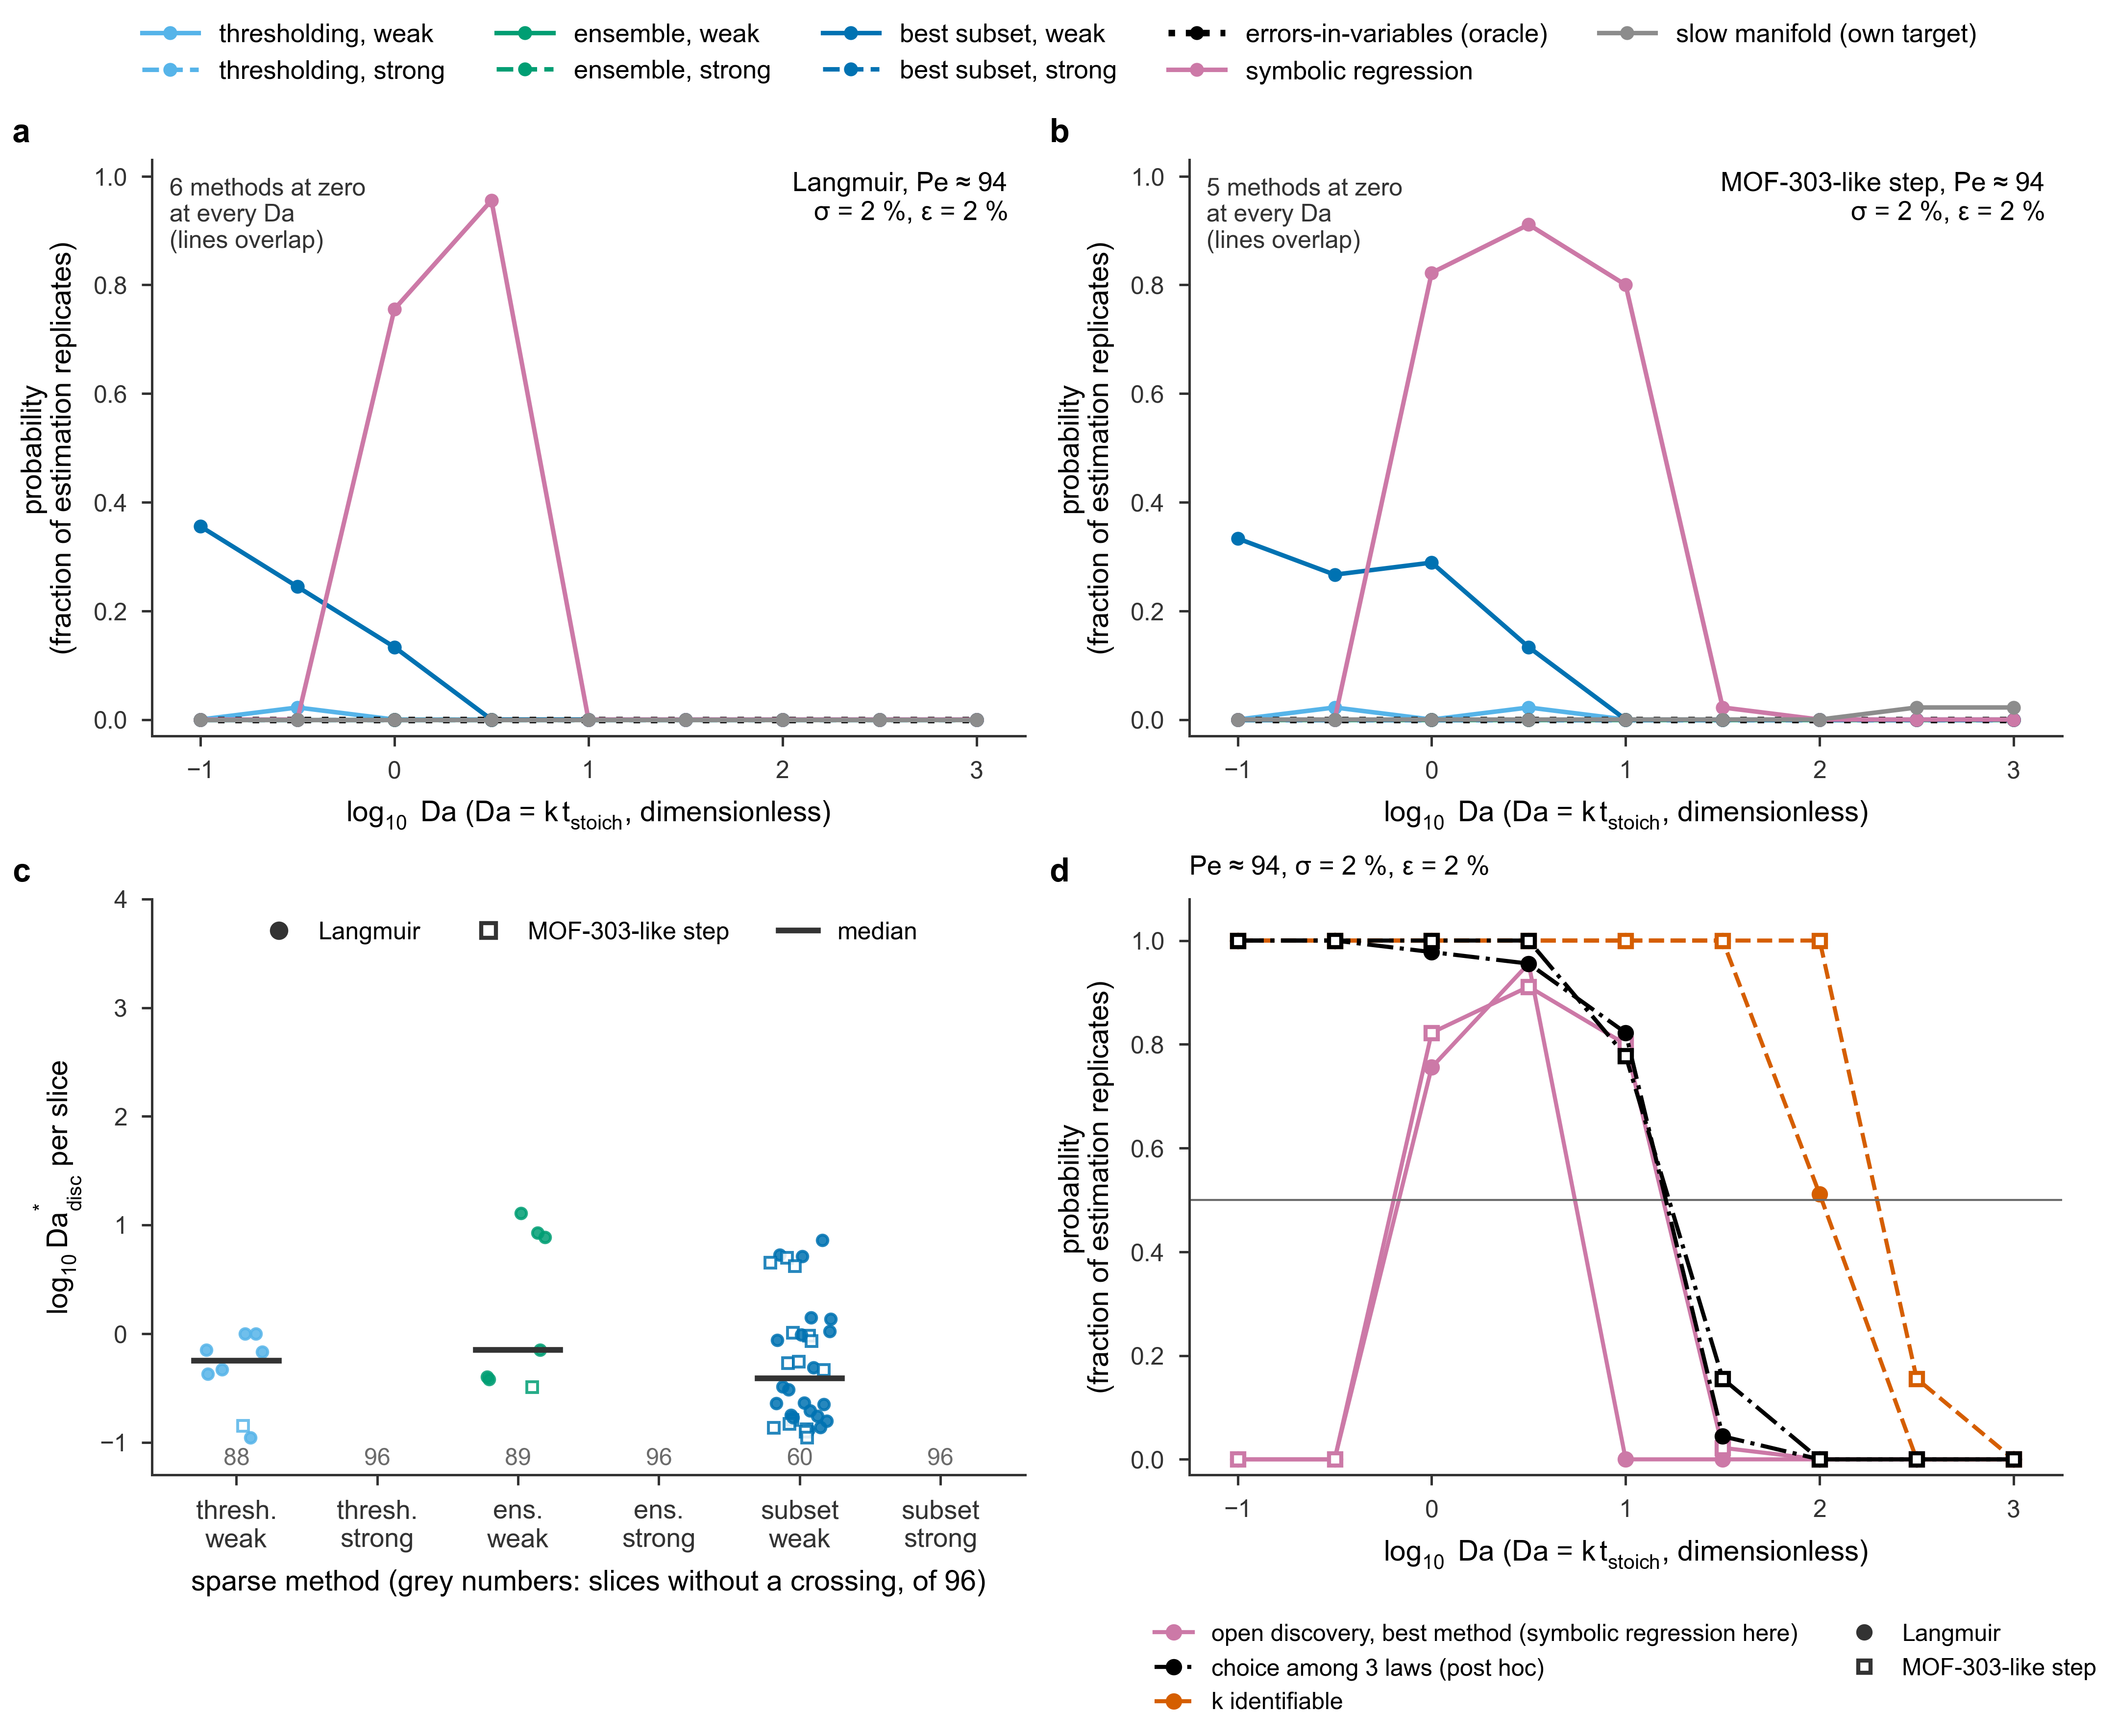 thresholding, weak
thresholding, strong
ensemble, weak
ensemble, strong
best subset, weak
best subset, strong
errors-in-variables (oracle)
symbolic regression
slow manifold (own target)
a
6 methods at zero
at every Da
(lines overlap)
Langmuir, Pe ≈ 94
σ = 2 %, ε = 2 %
probability
(fraction of estimation replicates)
1.0
0.8
0.6
0.4
0.2
0.0
−1
0
1
2
3
log10 Da (Da = k tstoich, dimensionless)
b
5 methods at zero
at every Da
(lines overlap)
MOF-303-like step, Pe ≈ 94
σ = 2 %, ε = 2 %
probability
(fraction of estimation replicates)
1.0
0.8
0.6
0.4
0.2
0.0
−1
0
1
2
3
log10 Da (Da = k tstoich, dimensionless)
c
Langmuir
MOF-303-like step
median
log10 Da*disc per slice
4
3
2
1
0
−1
88
96
89
96
60
96
thresh.
weak
thresh.
strong
ens.
weak
ens.
strong
subset
weak
subset
strong
sparse method (grey numbers: slices without a crossing, of 96)
d
Pe ≈ 94, σ = 2 %, ε = 2 %
probability
(fraction of estimation replicates)
1.0
0.8
0.6
0.4
0.2
0.0
−1
0
1
2
3
log10 Da (Da = k tstoich, dimensionless)
open discovery, best method (symbolic regression here)
choice among 3 laws (post hoc)
k identifiable
Langmuir
MOF-303-like step